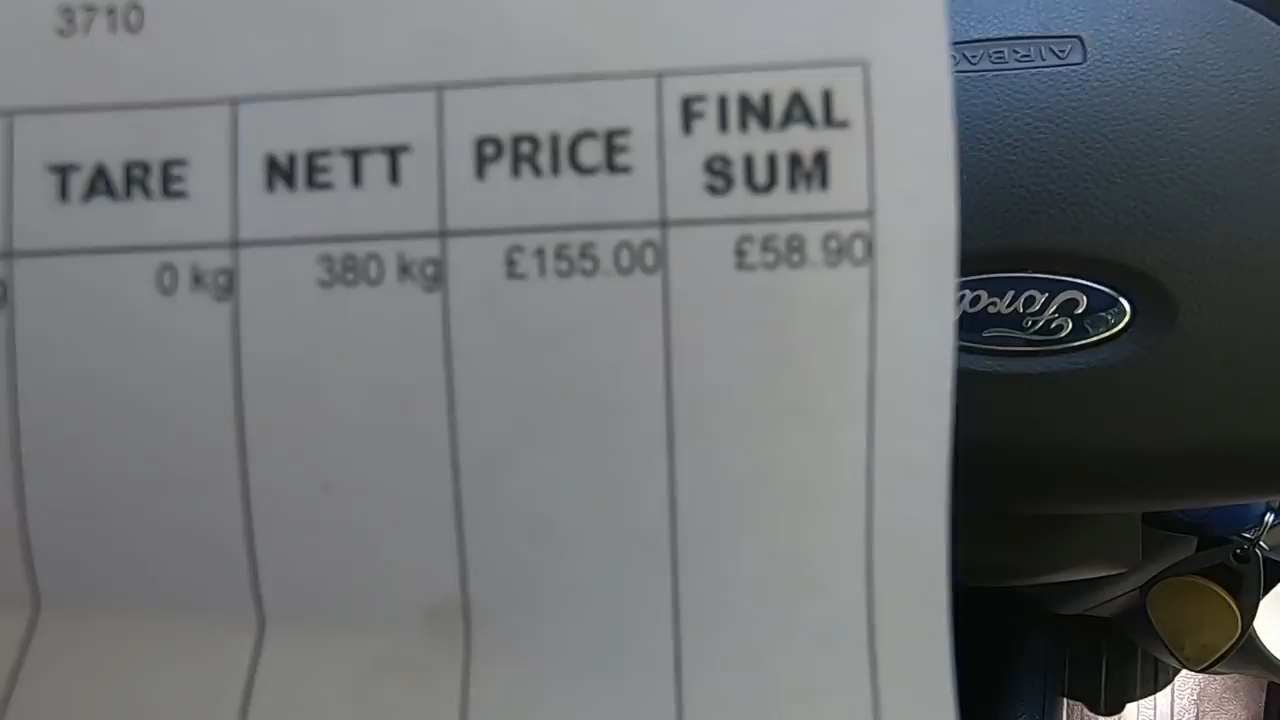 3710
TARE NETT PRICE FINAL SUM
0 kg 380 kg £155.00 £58.90
AIRBAG
Ford